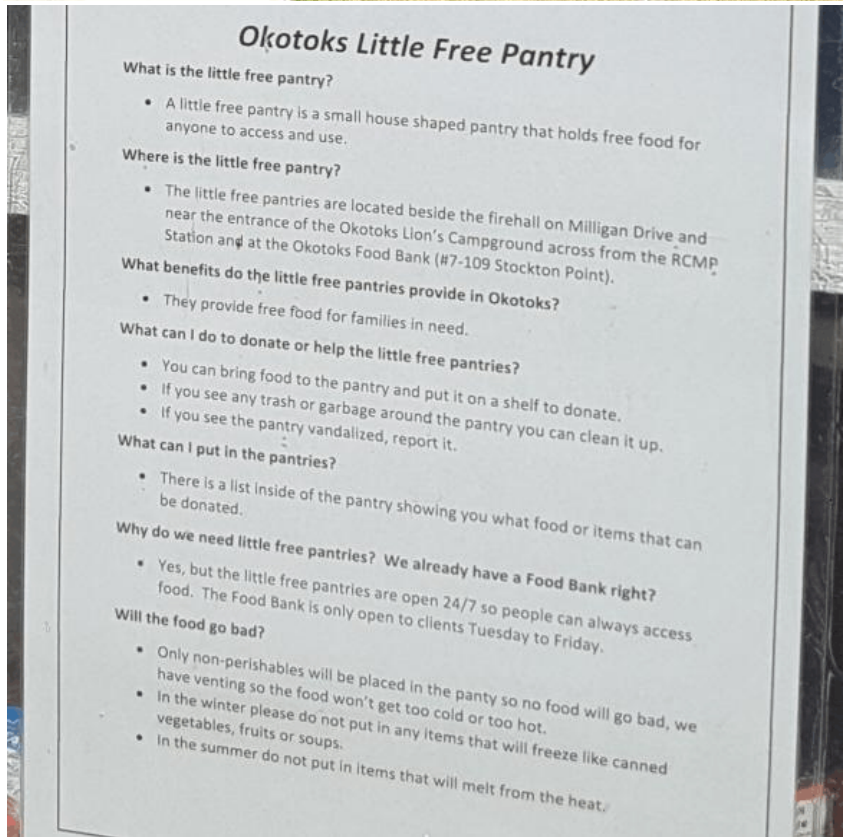 Okotoks Little Free Pantry
What is the little free pantry?
• A little free pantry is a small house shaped pantry that holds free food for
anyone to access and use.
Where is the little free pantry?
• The little free pantries are located beside the firehall on Milligan Drive and
near the entrance of the Okotoks Lion's Campground across from the RCMP
Station and at the Okotoks Food Bank (#7-109 Stockton Point).
What benefits do the little free pantries provide in Okotoks?
• They provide free food for families in need.
What can I do to donate or help the little free pantries?
• You can bring food to the pantry and put it on a shelf to donate.
• If you see any trash or garbage around the pantry you can clean it up.
• If you see the pantry vandalized, report it.
What can I put in the pantries?
• There is a list inside of the pantry showing you what food or items that can
be donated.
Why do we need little free pantries? We already have a Food Bank right?
• Yes, but the little free pantries are open 24/7 so people can always access
food. The Food Bank is only open to clients Tuesday to Friday.
Will the food go bad?
• Only non-perishables will be placed in the panty so no food will go bad, we
have venting so the food won't get too cold or too hot.
• In the winter please do not put in any items that will freeze like canned
vegetables, fruits or soups.
• In the summer do not put in items that will melt from the heat.